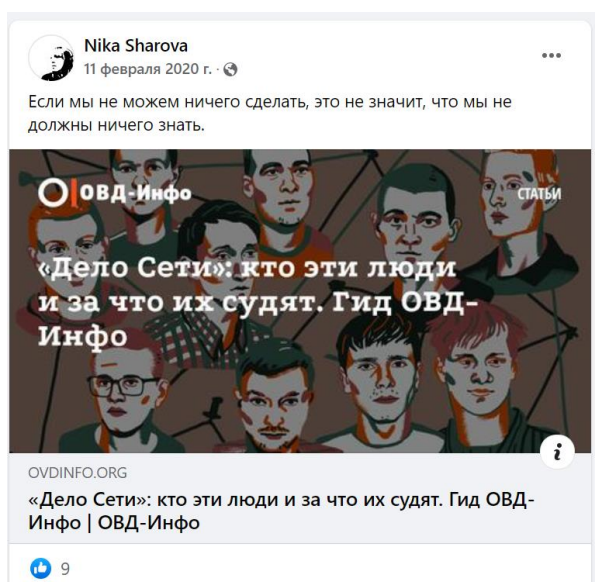 Nika Sharova
11 февраля 2020 г. ·
Если мы не можем ничего сделать, это не значит, что мы не
должны ничего знать.
ОВД-Инфо
СТАТЬИ
«Дело Сети»: кто эти люди
и за что их судят. Гид ОВД-
Инфо
OVDINFO.ORG
«Дело Сети»: кто эти люди и за что их судят. Гид ОВД-
Инфо | ОВД-Инфо
9